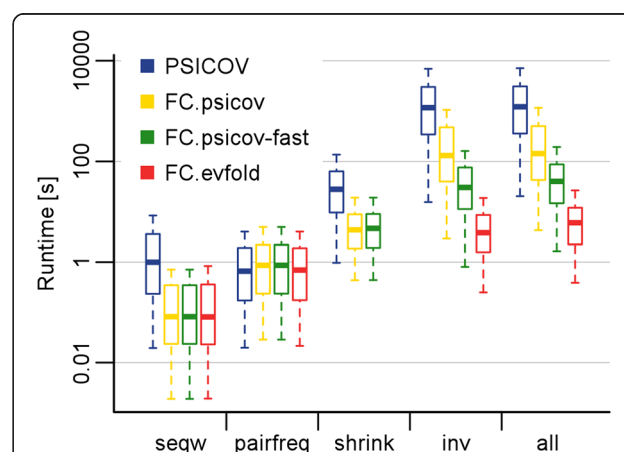 10000
100
1
0.01
Runtime [s]
PSICOV
FC.psicov
FC.psicov-fast
FC.evfold
seqw pairfreq shrink inv all